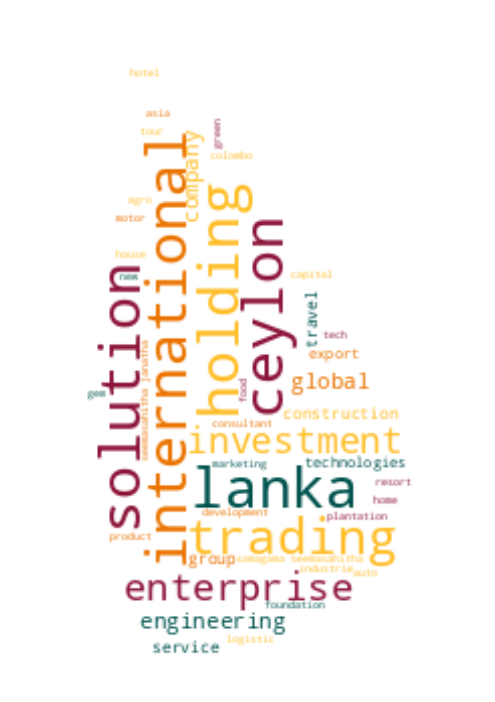 hotel
asia
tour
green
colombo
company
international
agro
motor
holding
ceylon
house
new
solution
capital
travel
tech
export
seemasahitha janatha
global
food
gem
construction
consultant
investment
marketing
technologies
lanka
resort
home
development
plantation
trading
product
group
samagama seemasahitha
industrie
auto
enterprise
foundation
engineering
logistic
service